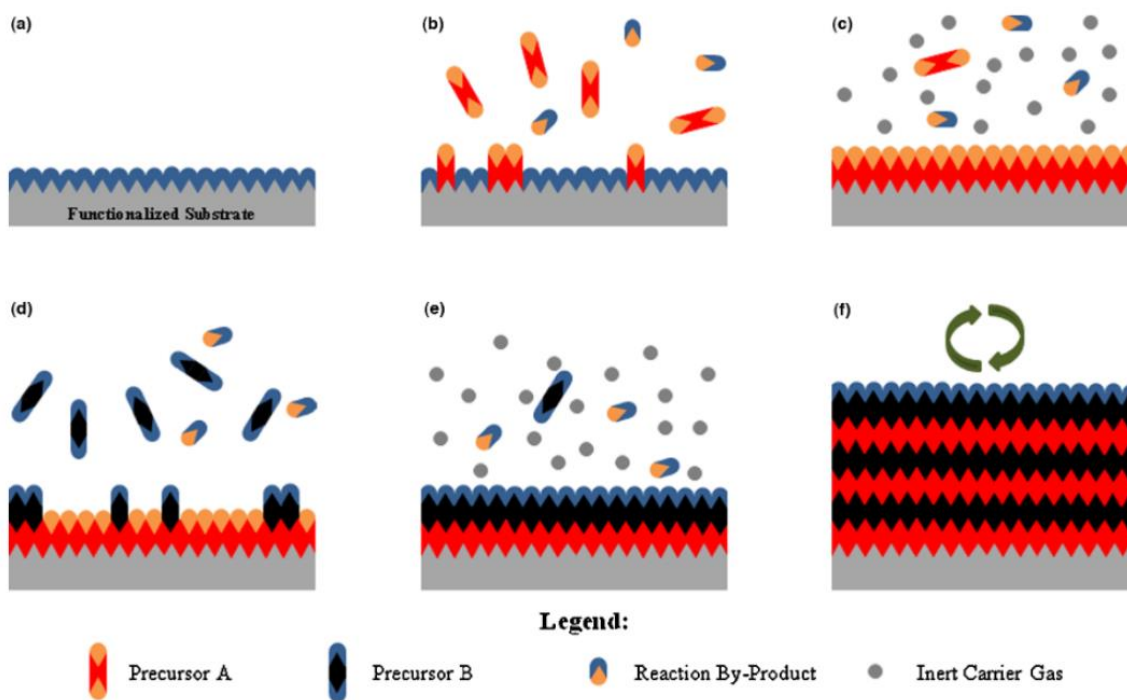 (a)
(b)
(c)
Functionalized Substrate
(d)
(e)
(f)
Legend:
Precursor A
Precursor B
Reaction By-Product
Inert Carrier Gas